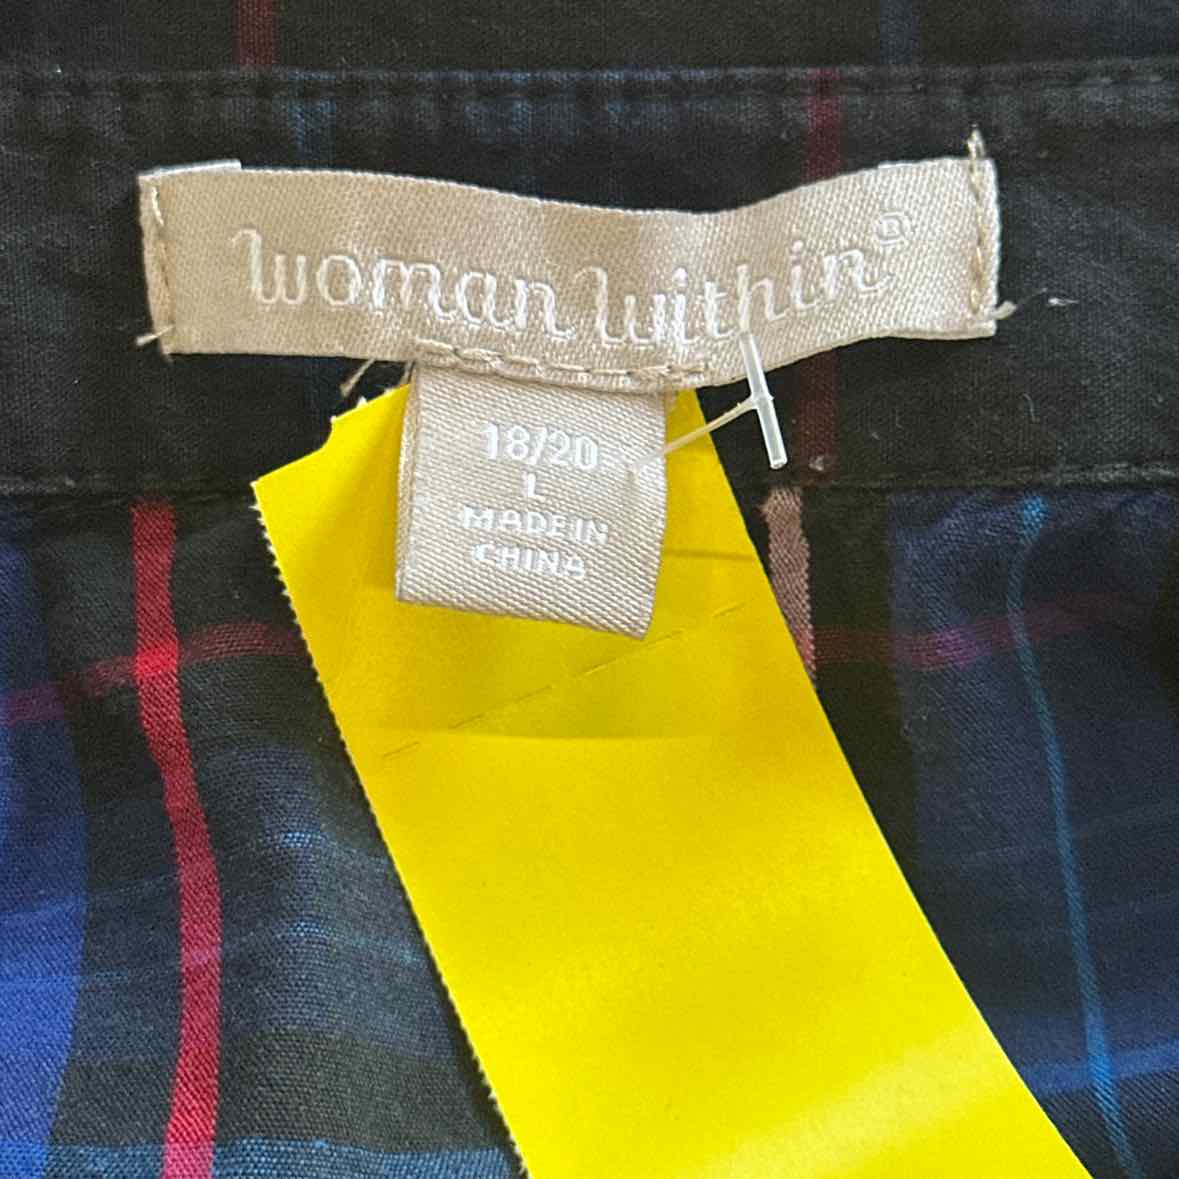 woman within®
18/20
L
MADE IN
CHINA